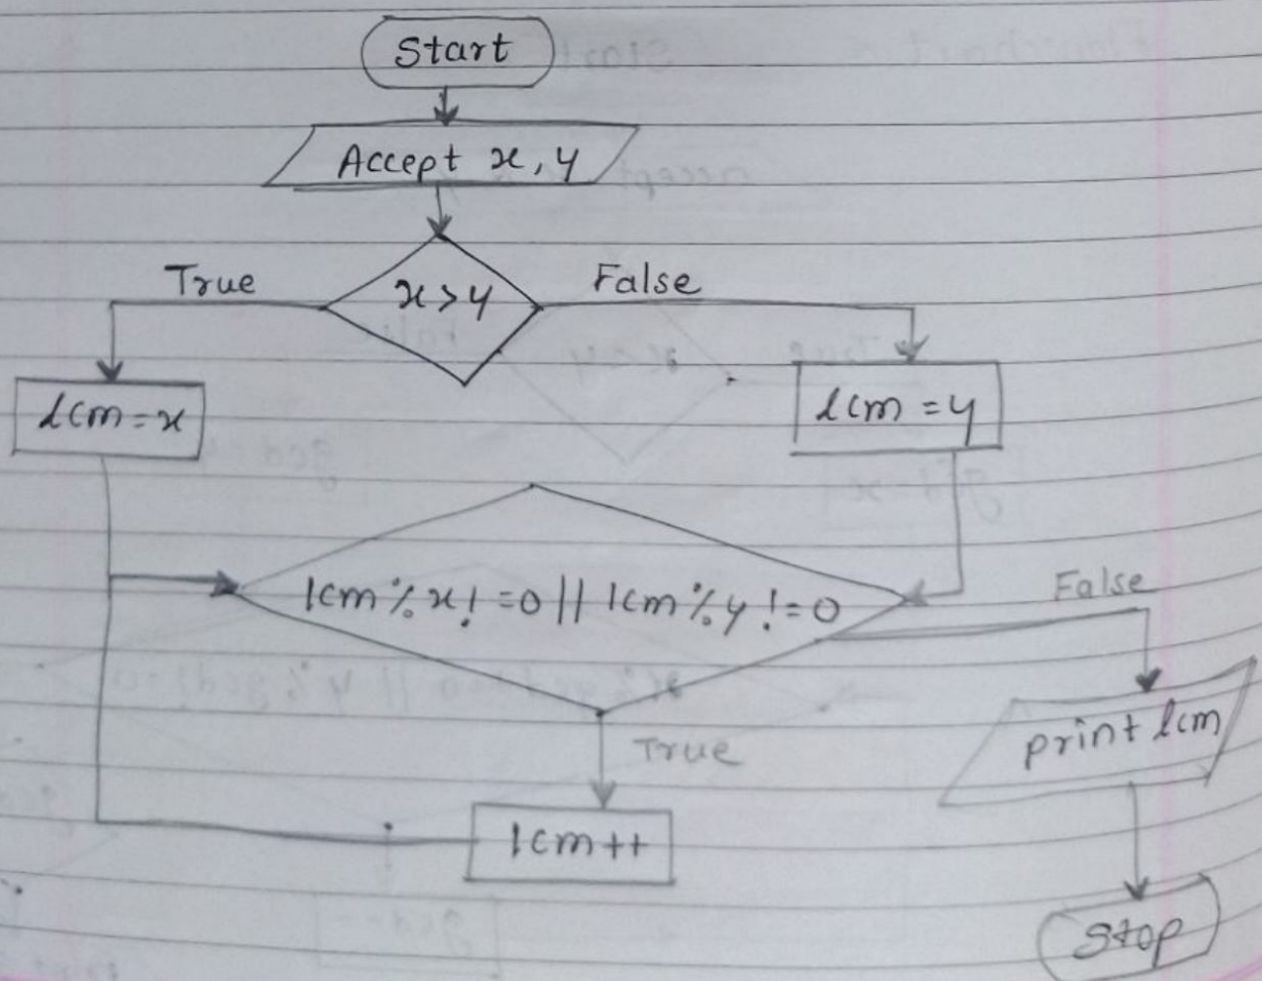 Start
Accept x, y
True
x > y
False
lcm = x
lcm = y
lcm % x ! = 0 || lcm % y ! = 0
False
True
print lcm
lcm ++
Stop